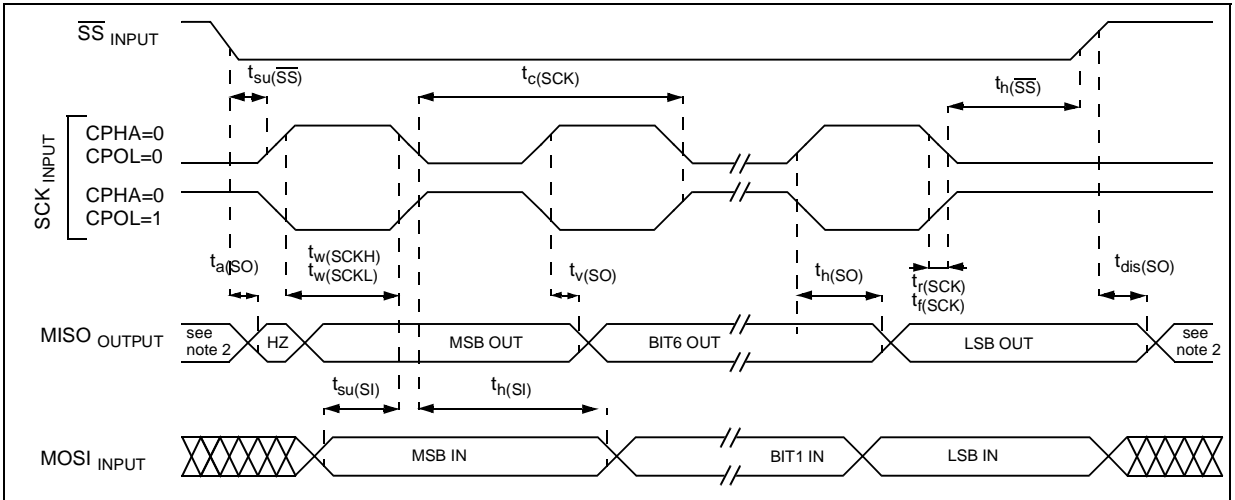 SS INPUT
tsu(SS)
tc(SCK)
th(SS)
SCK INPUT
CPHA=0
CPOL=0
CPHA=0
CPOL=1
ta(SO)
tw(SCKH)
tw(SCKL)
tv(SO)
th(SO)
tr(SCK)
tf(SCK)
tdis(SO)
MISO OUTPUT
see
note 2
HZ
MSB OUT
BIT6 OUT
LSB OUT
see
note 2
tsu(SI)
th(SI)
MOSI INPUT
MSB IN
BIT1 IN
LSB IN